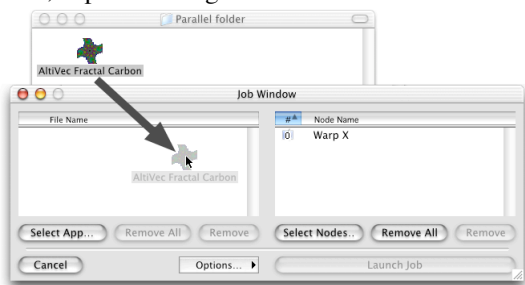 Parallel folder
AltiVec Fractal Carbon
Job Window
File Name
# Node Name
0 Warp X
AltiVec Fractal Carbon
Select App... Remove All Remove
Select Nodes.. Remove All Remove
Cancel Options... Launch Job